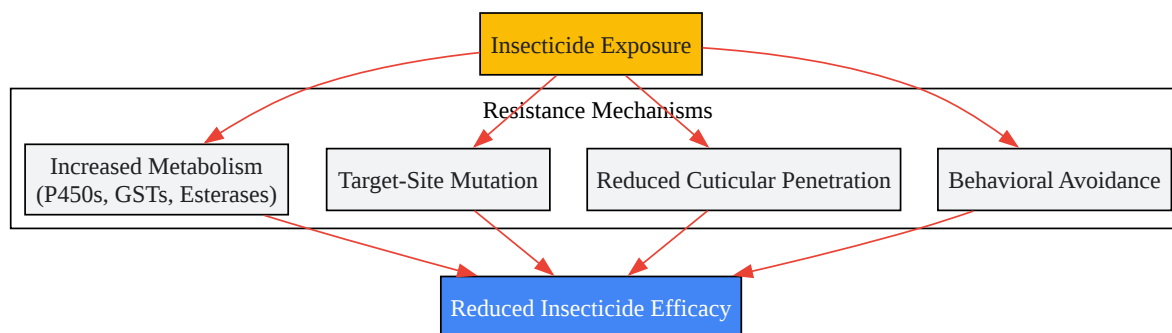 Insecticide Exposure
Resistance Mechanisms
Increased Metabolism
(P450s, GSTs, Esterases)
Target-Site Mutation
Reduced Cuticular Penetration
Behavioral Avoidance
Reduced Insecticide Efficacy